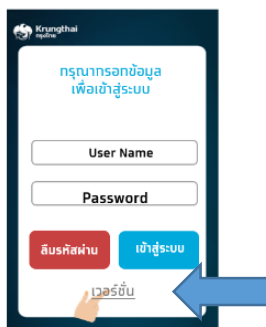 Krungthai
กรุงไทย
กรุณากรอกข้อมูล
เพื่อเข้าสู่ระบบ
User Name
Password
ลืมรหัสผ่าน
เข้าสู่ระบบ
เวอร์ชั่น